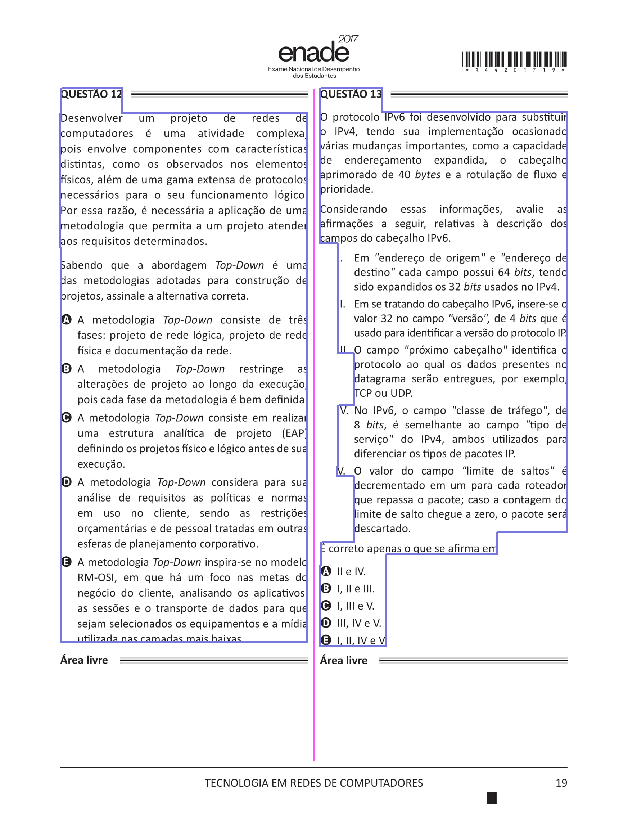 enade 2017
Exame Nacional de Desempenho
dos Estudantes
*R4420171 9*
QUESTÃO 12
Desenvolver um projeto de redes de
computadores é uma atividade complexa,
pois envolve componentes com características
distintas, como os observados nos elementos
físicos, além de uma gama extensa de protocolos
necessários para o seu funcionamento lógico.
Por essa razão, é necessária a aplicação de uma
metodologia que permita a um projeto atender
aos requisitos determinados.
Sabendo que a abordagem Top-Down é uma
das metodologias adotadas para construção de
projetos, assinale a alternativa correta.
A A metodologia Top-Down consiste de três
fases: projeto de rede lógica, projeto de rede
física e documentação da rede.
B A metodologia Top-Down restringe as
alterações de projeto ao longo da execução,
pois cada fase da metodologia é bem definida.
C A metodologia Top-Down consiste em realizar
uma estrutura analítica de projeto (EAP)
definindo os projetos físico e lógico antes de sua
execução.
D A metodologia Top-Down considera para sua
análise de requisitos as políticas e normas
em uso no cliente, sendo as restrições
orçamentárias e de pessoal tratadas em outras
esferas de planejamento corporativo.
E A metodologia Top-Down inspira-se no modelo
RM-OSI, em que há um foco nas metas do
negócio do cliente, analisando os aplicativos,
as sessões e o transporte de dados para que
sejam selecionados os equipamentos e a mídia
utilizada nas camadas mais baixas.
Área livre
QUESTÃO 13
O protocolo IPv6 foi desenvolvido para substituir
o IPv4, tendo sua implementação ocasionado
várias mudanças importantes, como a capacidade
de endereçamento expandida, o cabeçalho
aprimorado de 40 bytes e a rotulação de fluxo e
prioridade.
Considerando essas informações, avalie as
afirmações a seguir, relativas à descrição dos
campos do cabeçalho IPv6.
I. Em "endereço de origem" e "endereço de
destino" cada campo possui 64 bits, tendo
sido expandidos os 32 bits usados no IPv4.
II. Em se tratando do cabeçalho IPv6, insere-se o
valor 32 no campo "versão", de 4 bits que é
usado para identificar a versão do protocolo IP.
III. O campo "próximo cabeçalho" identifica o
protocolo ao qual os dados presentes no
datagrama serão entregues, por exemplo,
TCP ou UDP.
IV. No IPv6, o campo "classe de tráfego", de
8 bits, é semelhante ao campo "tipo de
serviço" do IPv4, ambos utilizados para
diferenciar os tipos de pacotes IP.
V. O valor do campo "limite de saltos" é
decrementado em um para cada roteador
que repassa o pacote; caso a contagem do
limite de salto chegue a zero, o pacote será
descartado.
É correto apenas o que se afirma em
A II e IV.
B I, II e III.
C I, III e V.
D III, IV e V.
E I, II, IV e V.
Área livre
TECNOLOGIA EM REDES DE COMPUTADORES
19